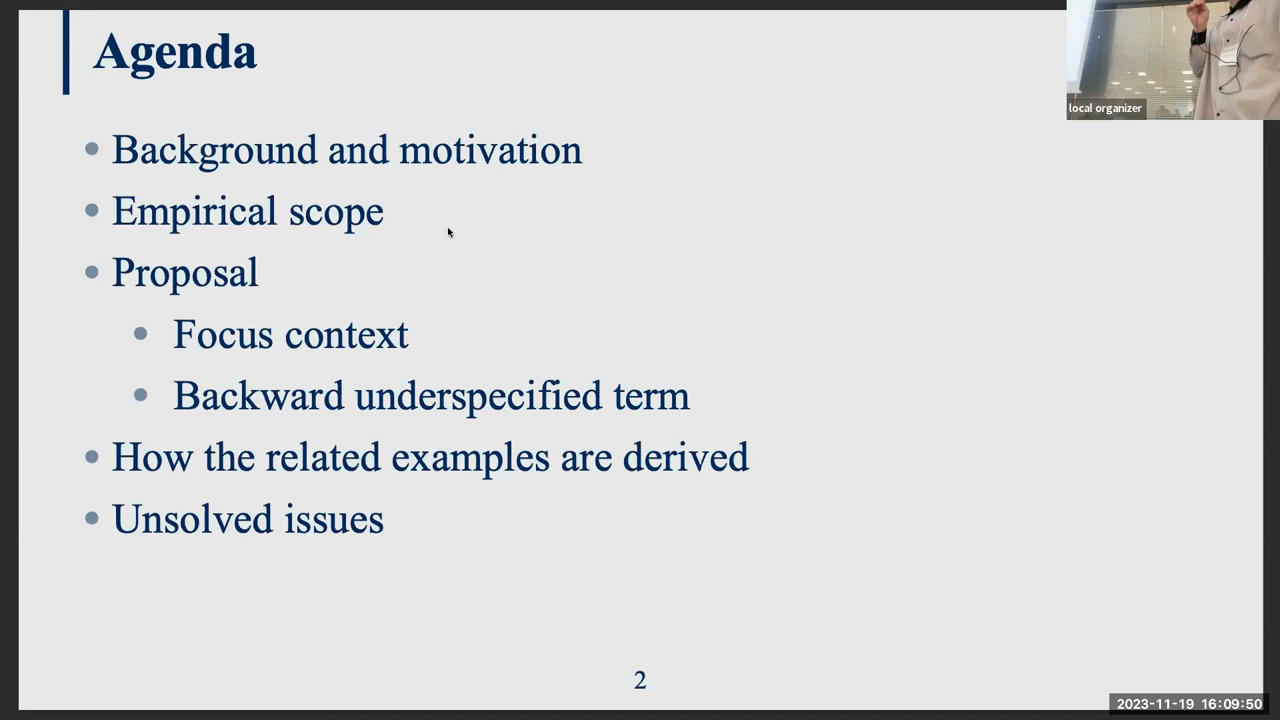 Agenda
local organizer
Background and motivation
Empirical scope
Proposal
Focus context
Backward underspecified term
How the related examples are derived
Unsolved issues
2
2023-11-19 16:09:50